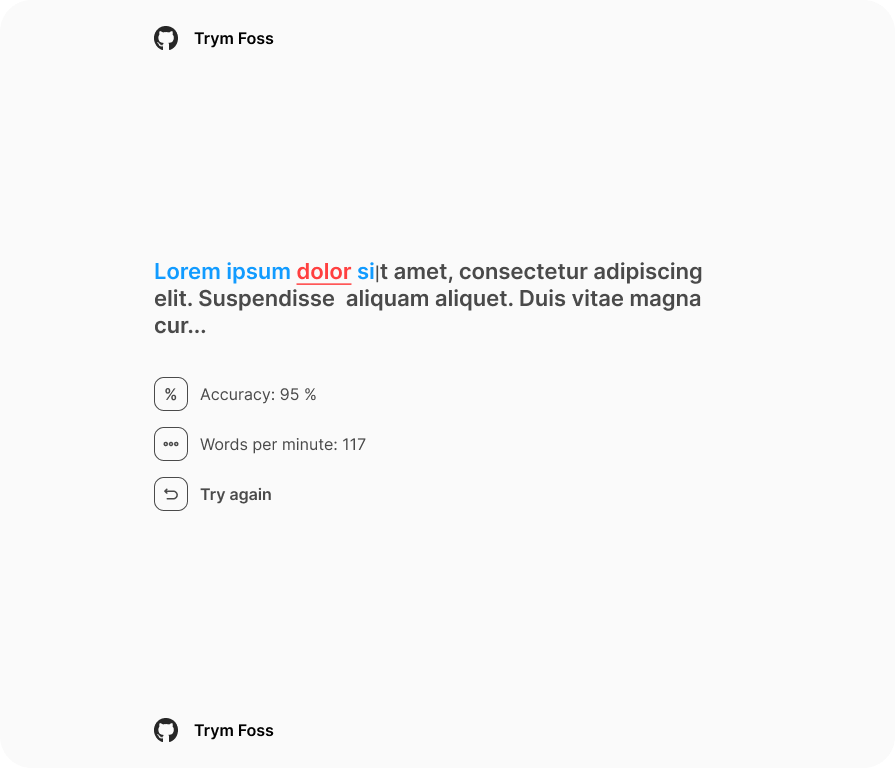 Trym Foss
Lorem ipsum dolor sit amet, consectetur adipiscing
elit. Suspendisse  aliquam aliquet. Duis vitae magna
cur...
% Accuracy: 95 %
Words per minute: 117
Try again
Trym Foss